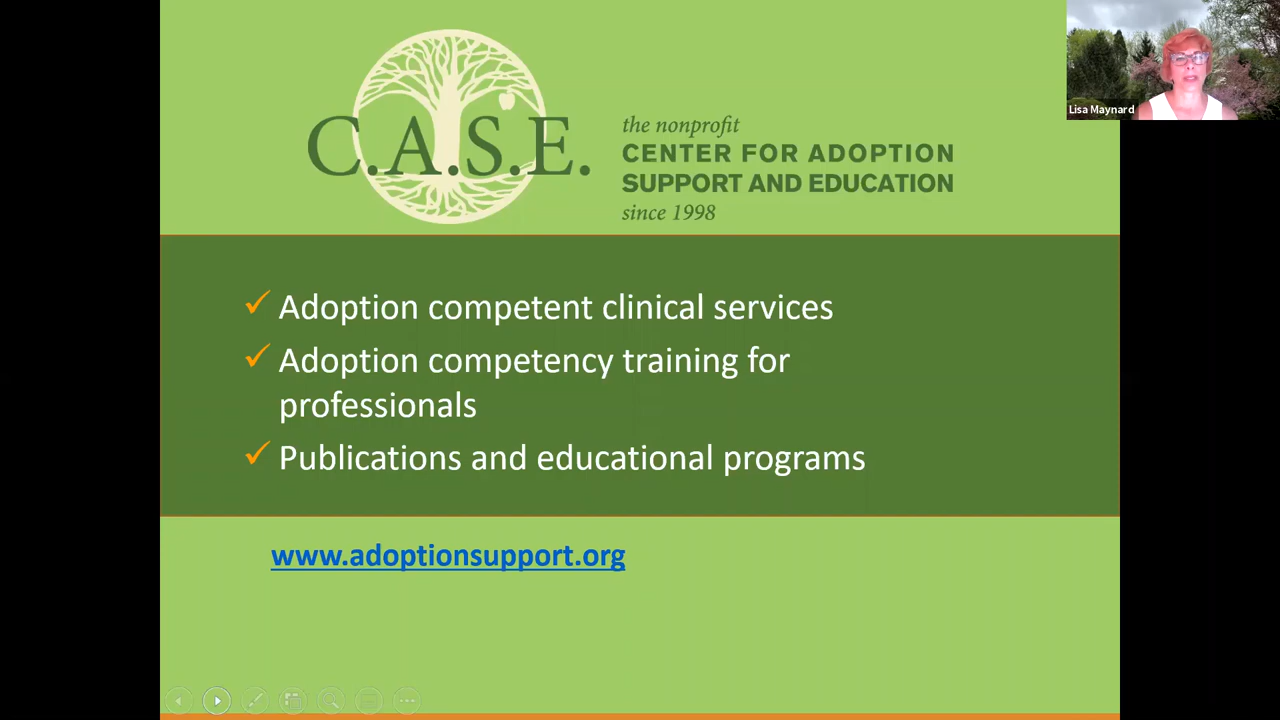 C.A.S.E.
the nonprofit
CENTER FOR ADOPTION
SUPPORT AND EDUCATION
since 1998
Lisa Maynard
✓ Adoption competent clinical services
✓ Adoption competency training for
professionals
✓ Publications and educational programs
www.adoptionsupport.org